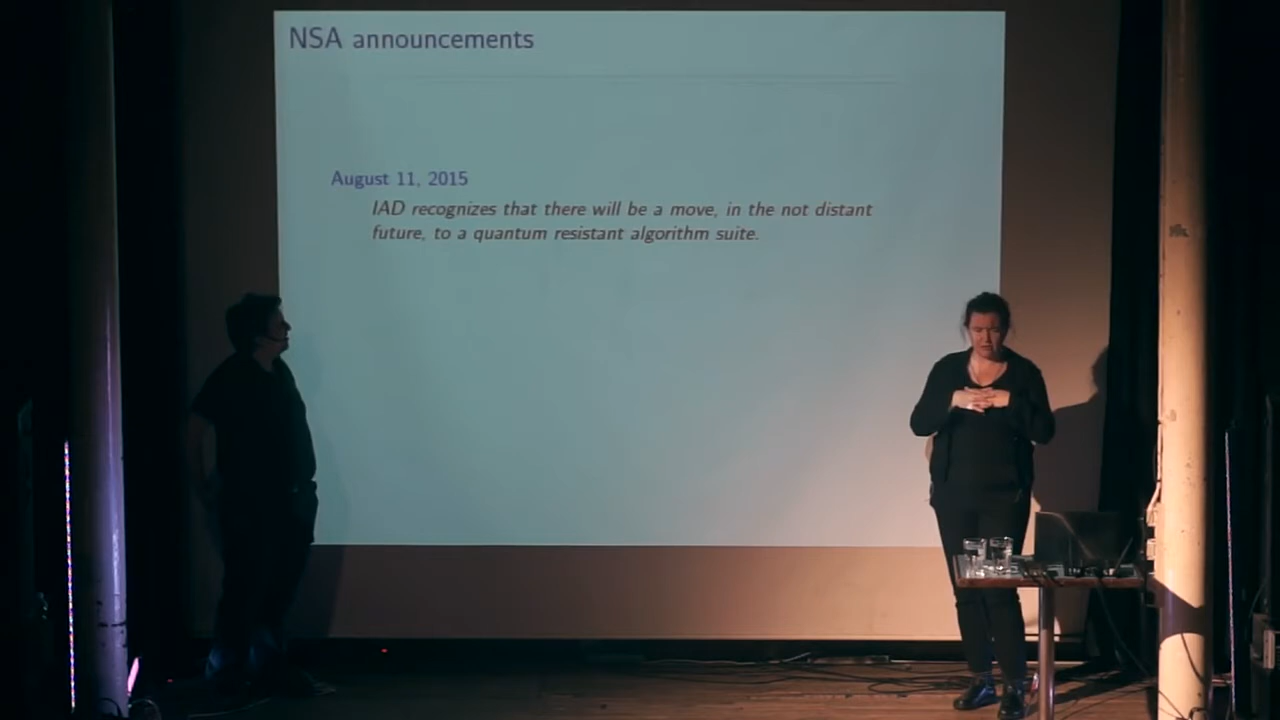 NSA announcements
August 11, 2015
IAD recognizes that there will be a move, in the not distant
future, to a quantum resistant algorithm suite.